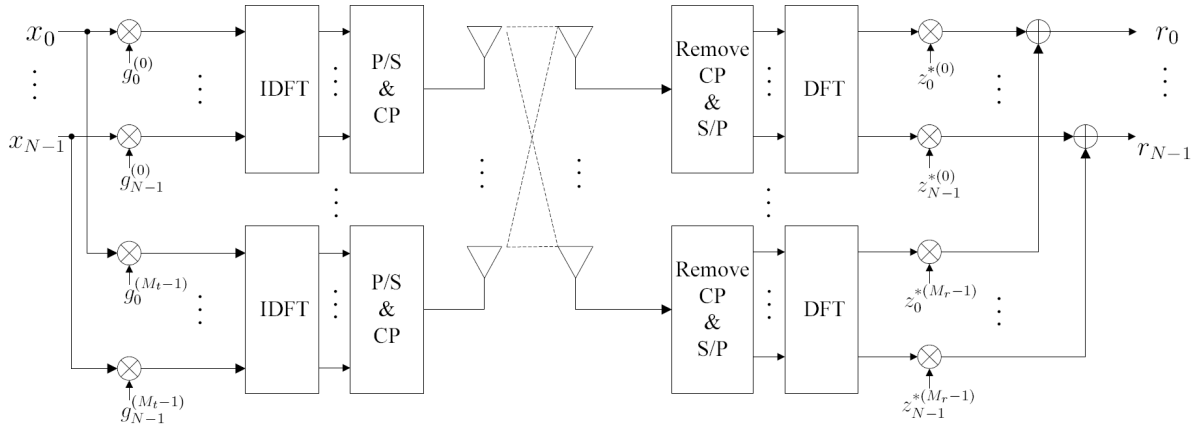 x_0
g_0^{(0)}
⋮
⋮
x_{N-1}
g_{N-1}^{(0)}
IDFT
⋮
P/S
&
CP
⋮
⋮
Remove
CP
&
S/P
⋮
DFT
z_0^{*(0)}
⋮
z_{N-1}^{*(0)}
r_0
⋮
r_{N-1}
⋮
⋮
g_0^{(M_t-1)}
⋮
g_{N-1}^{(M_t-1)}
IDFT
⋮
P/S
&
CP
Remove
CP
&
S/P
⋮
DFT
z_0^{*(M_r-1)}
⋮
z_{N-1}^{*(M_r-1)}